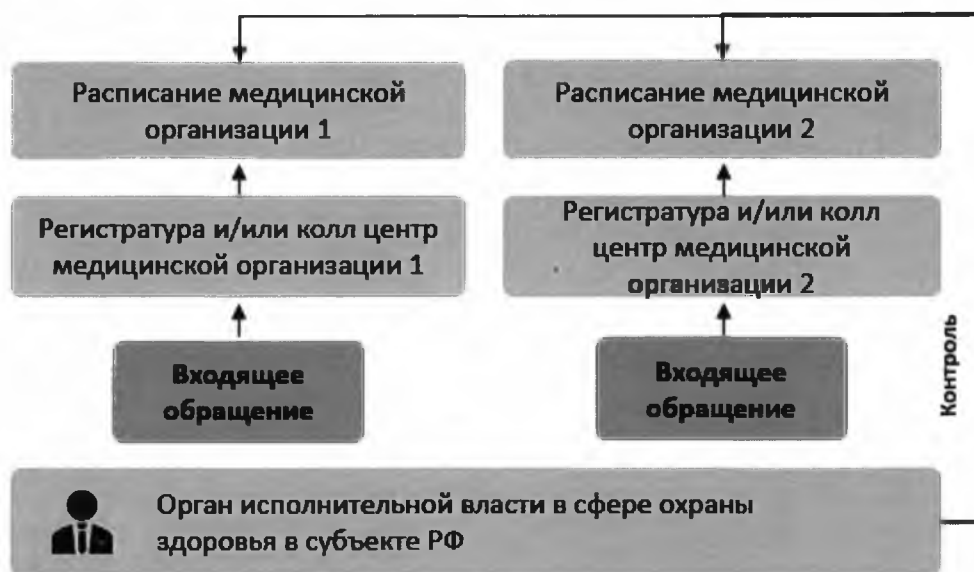 Расписание медицинской
организации 1
Расписание медицинской
организации 2
Регистратура и/или колл центр
медицинской организации 1
Регистратура и/или колл
центр медицинской
организации 2
Входящее
обращение
Входящее
обращение
Контроль
Орган исполнительной власти в сфере охраны
здоровья в субъекте РФ